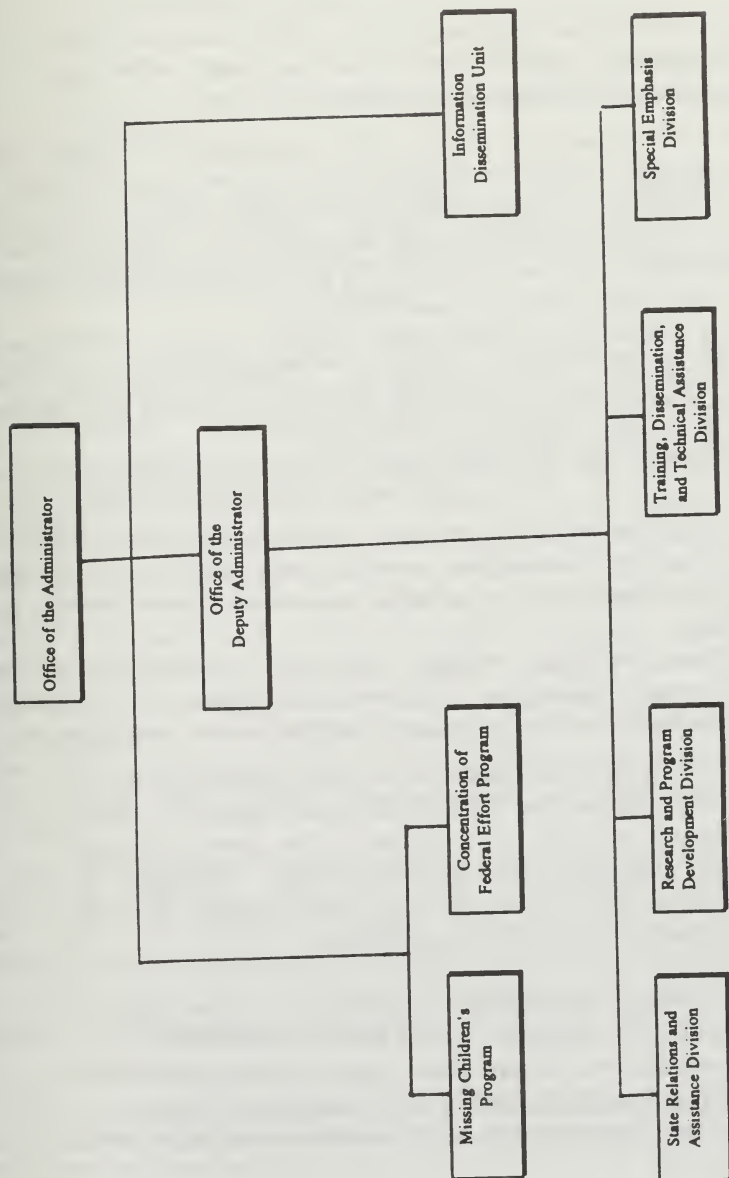 Office of the Administrator
Office of the
Deputy Administrator
Missing Children's
Program
Concentration of
Federal Effort Program
Information
Dissemination Unit
State Relations and
Assistance Division
Research and Program
Development Division
Training, Dissemination,
and Technical Assistance
Division
Special Emphasis
Division